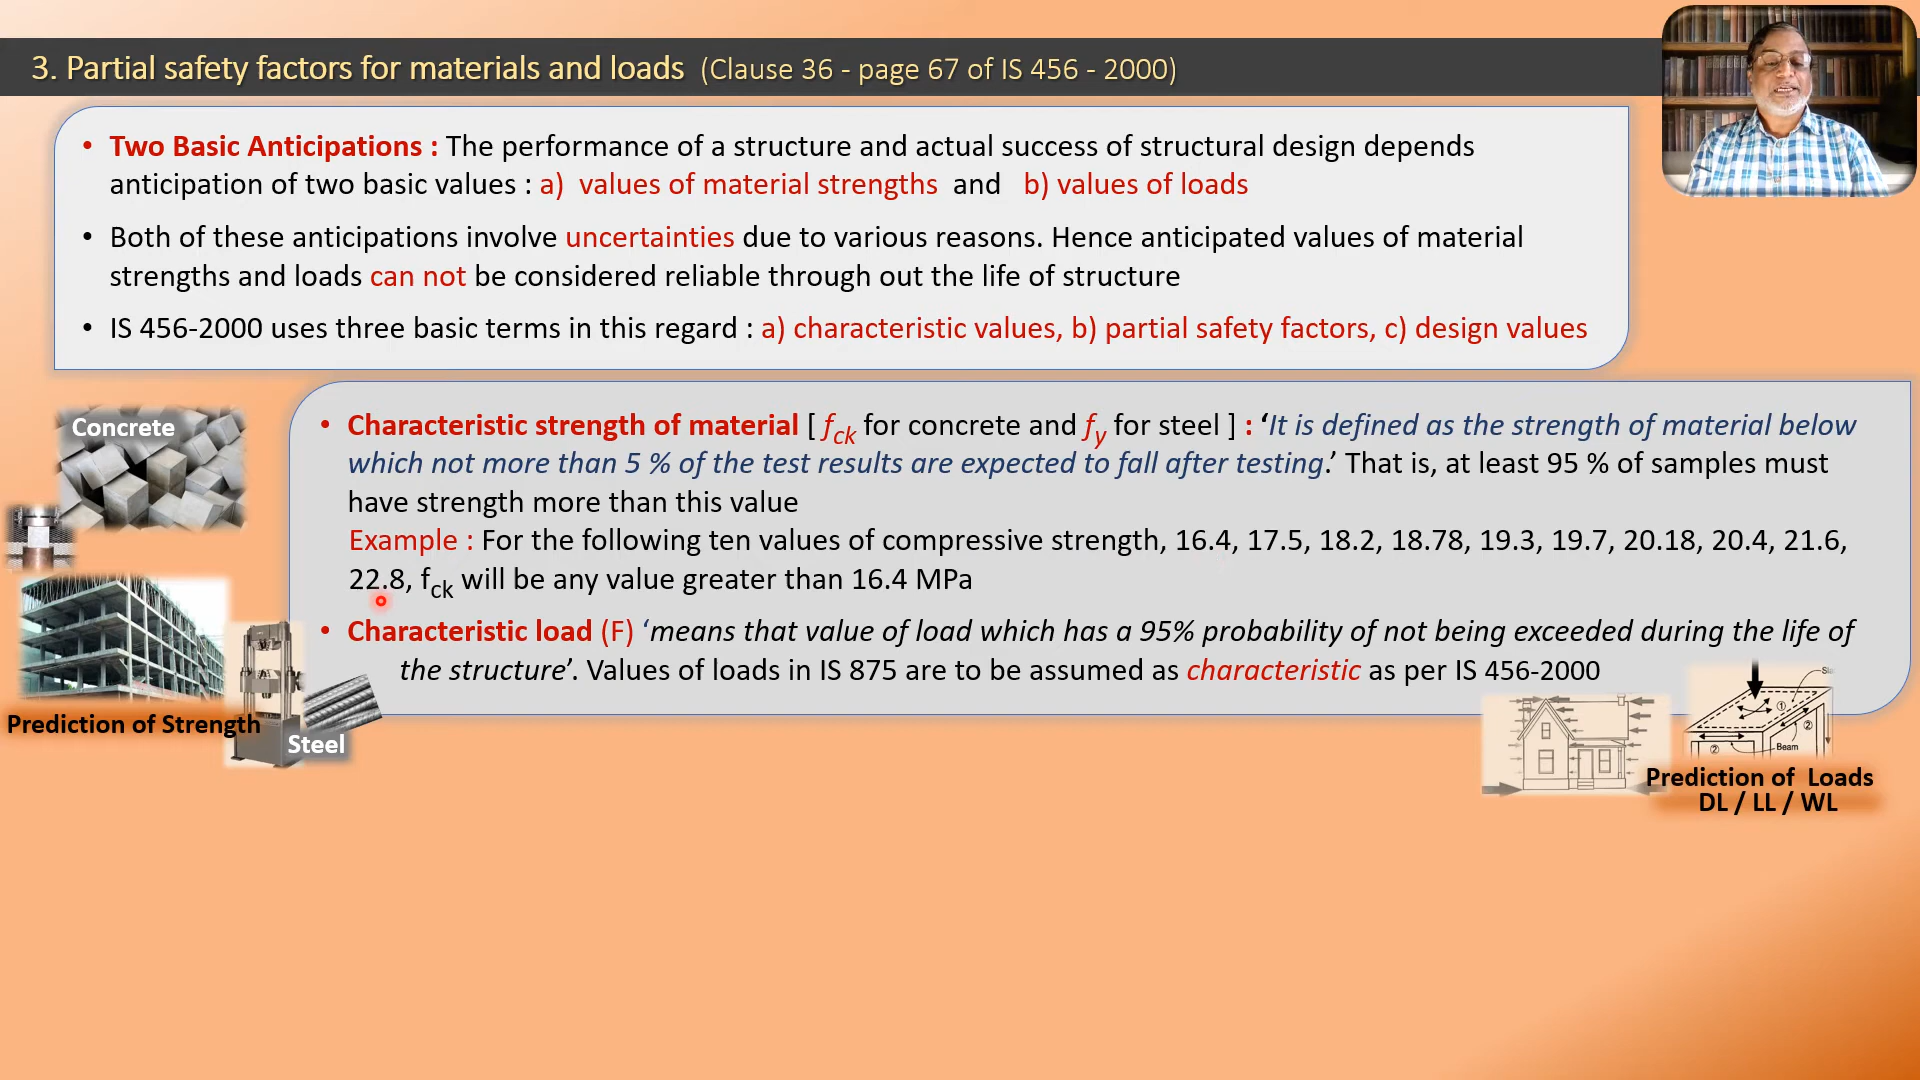 3. Partial safety factors for materials and loads (Clause 36 - page 67 of IS 456 - 2000)
• Two Basic Anticipations : The performance of a structure and actual success of structural design depends
anticipation of two basic values : a) values of material strengths and b) values of loads
• Both of these anticipations involve uncertainties due to various reasons. Hence anticipated values of material
strengths and loads can not be considered reliable through out the life of structure
• IS 456-2000 uses three basic terms in this regard : a) characteristic values, b) partial safety factors, c) design values
Concrete
• Characteristic strength of material [ fck for concrete and fy for steel ] : ‘It is defined as the strength of material below
which not more than 5 % of the test results are expected to fall after testing.’ That is, at least 95 % of samples must
have strength more than this value
Example : For the following ten values of compressive strength, 16.4, 17.5, 18.2, 18.78, 19.3, 19.7, 20.18, 20.4, 21.6,
22.8, fck will be any value greater than 16.4 MPa
• Characteristic load (F) ‘means that value of load which has a 95% probability of not being exceeded during the life of
the structure’. Values of loads in IS 875 are to be assumed as characteristic as per IS 456-2000
Prediction of Strength
Steel
①
②
②
Beam
Prediction of Loads
DL / LL / WL